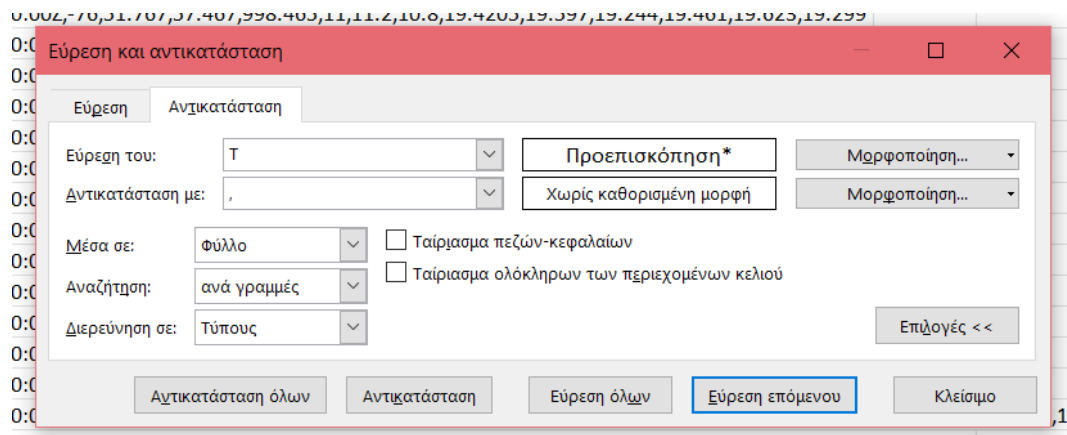 0:00Z,-76,31.767,37.467,998.463,11,11.2,10.8,19.4205,19.597,19.244,19.461,19.623,19.299
Εύρεση και αντικατάσταση
Εύρεση Αντικατάσταση
Εύρεση του: T Προεπισκόπηση* Μορφοποίηση...
Αντικατάσταση με: , Χωρίς καθορισμένη μορφή Μορφοποίηση...
Μέσα σε: Φύλλο Ταίριασμα πεζών-κεφαλαίων
Αναζήτηση: ανά γραμμές Ταίριασμα ολόκληρων των περιεχομένων κελιού
Διερεύνηση σε: Τύπους Επιλογές <<
Αντικατάσταση όλων Αντικατάσταση Εύρεση όλων Εύρεση επόμενου Κλείσιμο